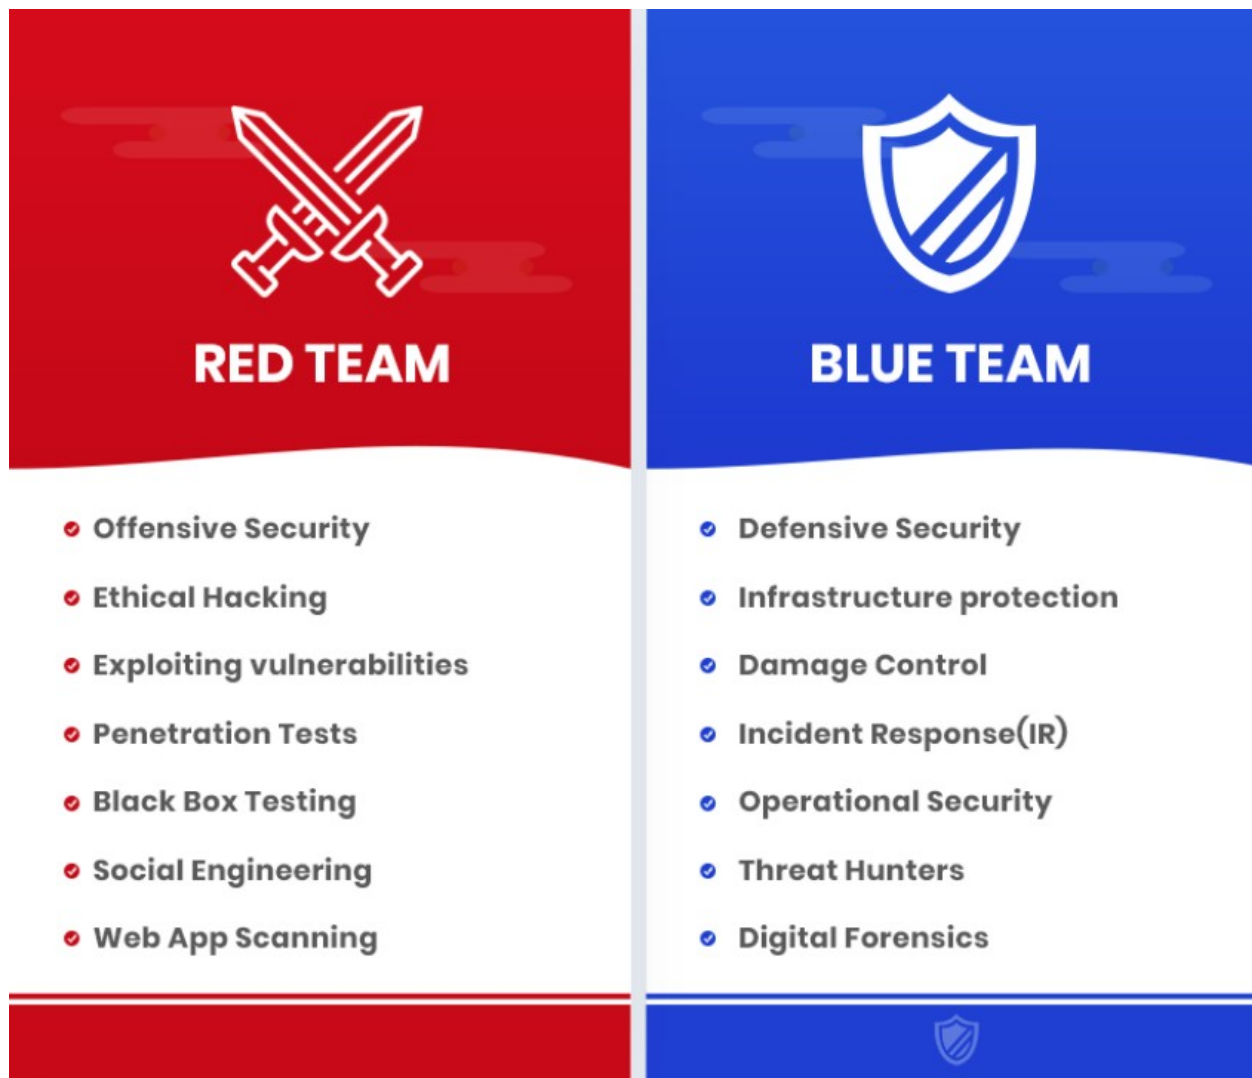 RED TEAM
Offensive Security
Ethical Hacking
Exploiting vulnerabilities
Penetration Tests
Black Box Testing
Social Engineering
Web App Scanning
BLUE TEAM
Defensive Security
Infrastructure protection
Damage Control
Incident Response(IR)
Operational Security
Threat Hunters
Digital Forensics